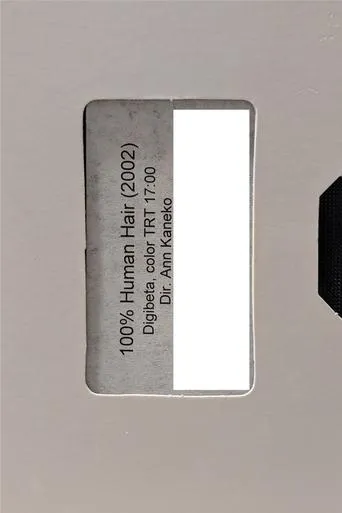 100% Human Hair (2002)
Digibeta, color TRT 17:00
Dir. Ann Kaneko